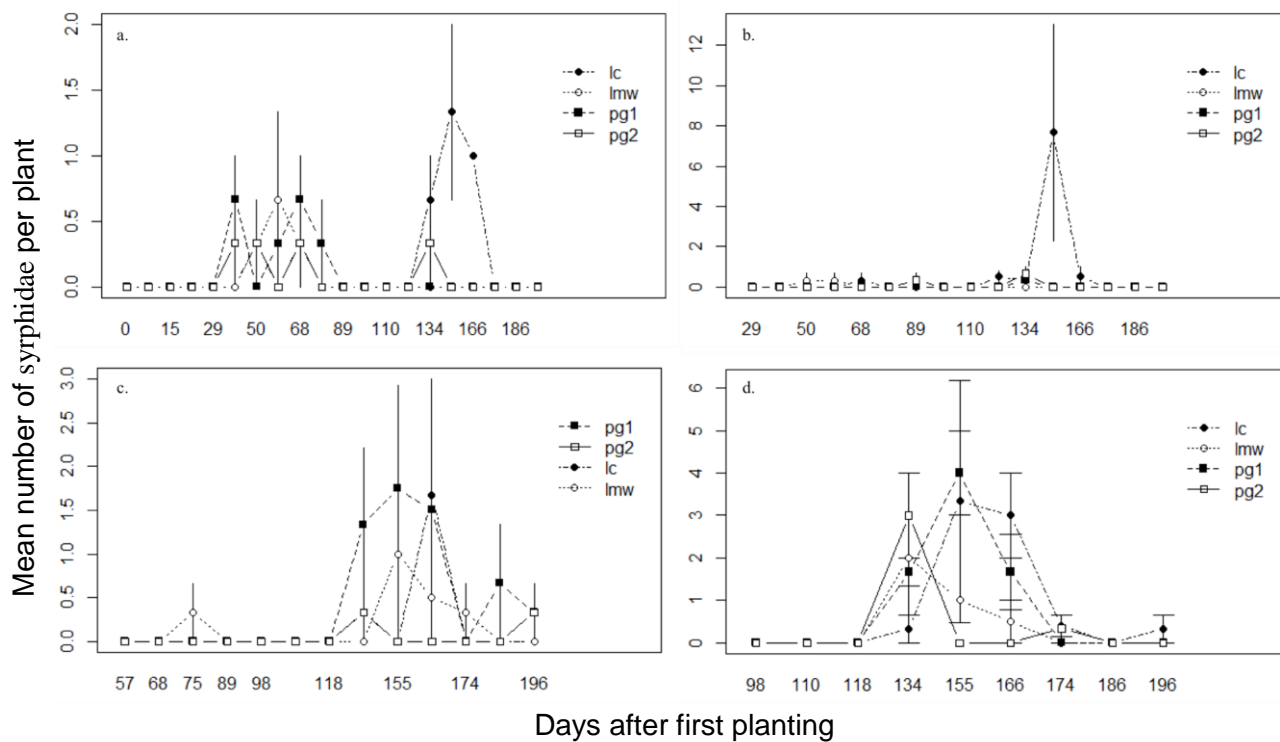 Mean number of syrphidae per plant
a.
2.0
1.5
1.0
0.5
0.0
lc
lmw
pg1
pg2
0 15 29 50 68 89 110 134 166 186
b.
12
10
8
6
4
2
0
lc
lmw
pg1
pg2
29 50 68 89 110 134 166 186
c.
3.0
2.5
2.0
1.5
1.0
0.5
0.0
pg1
pg2
lc
lmw
57 68 75 89 98 118 155 174 196
d.
6
5
4
3
2
1
0
lc
lmw
pg1
pg2
98 110 118 134 155 166 174 186 196
Days after first planting